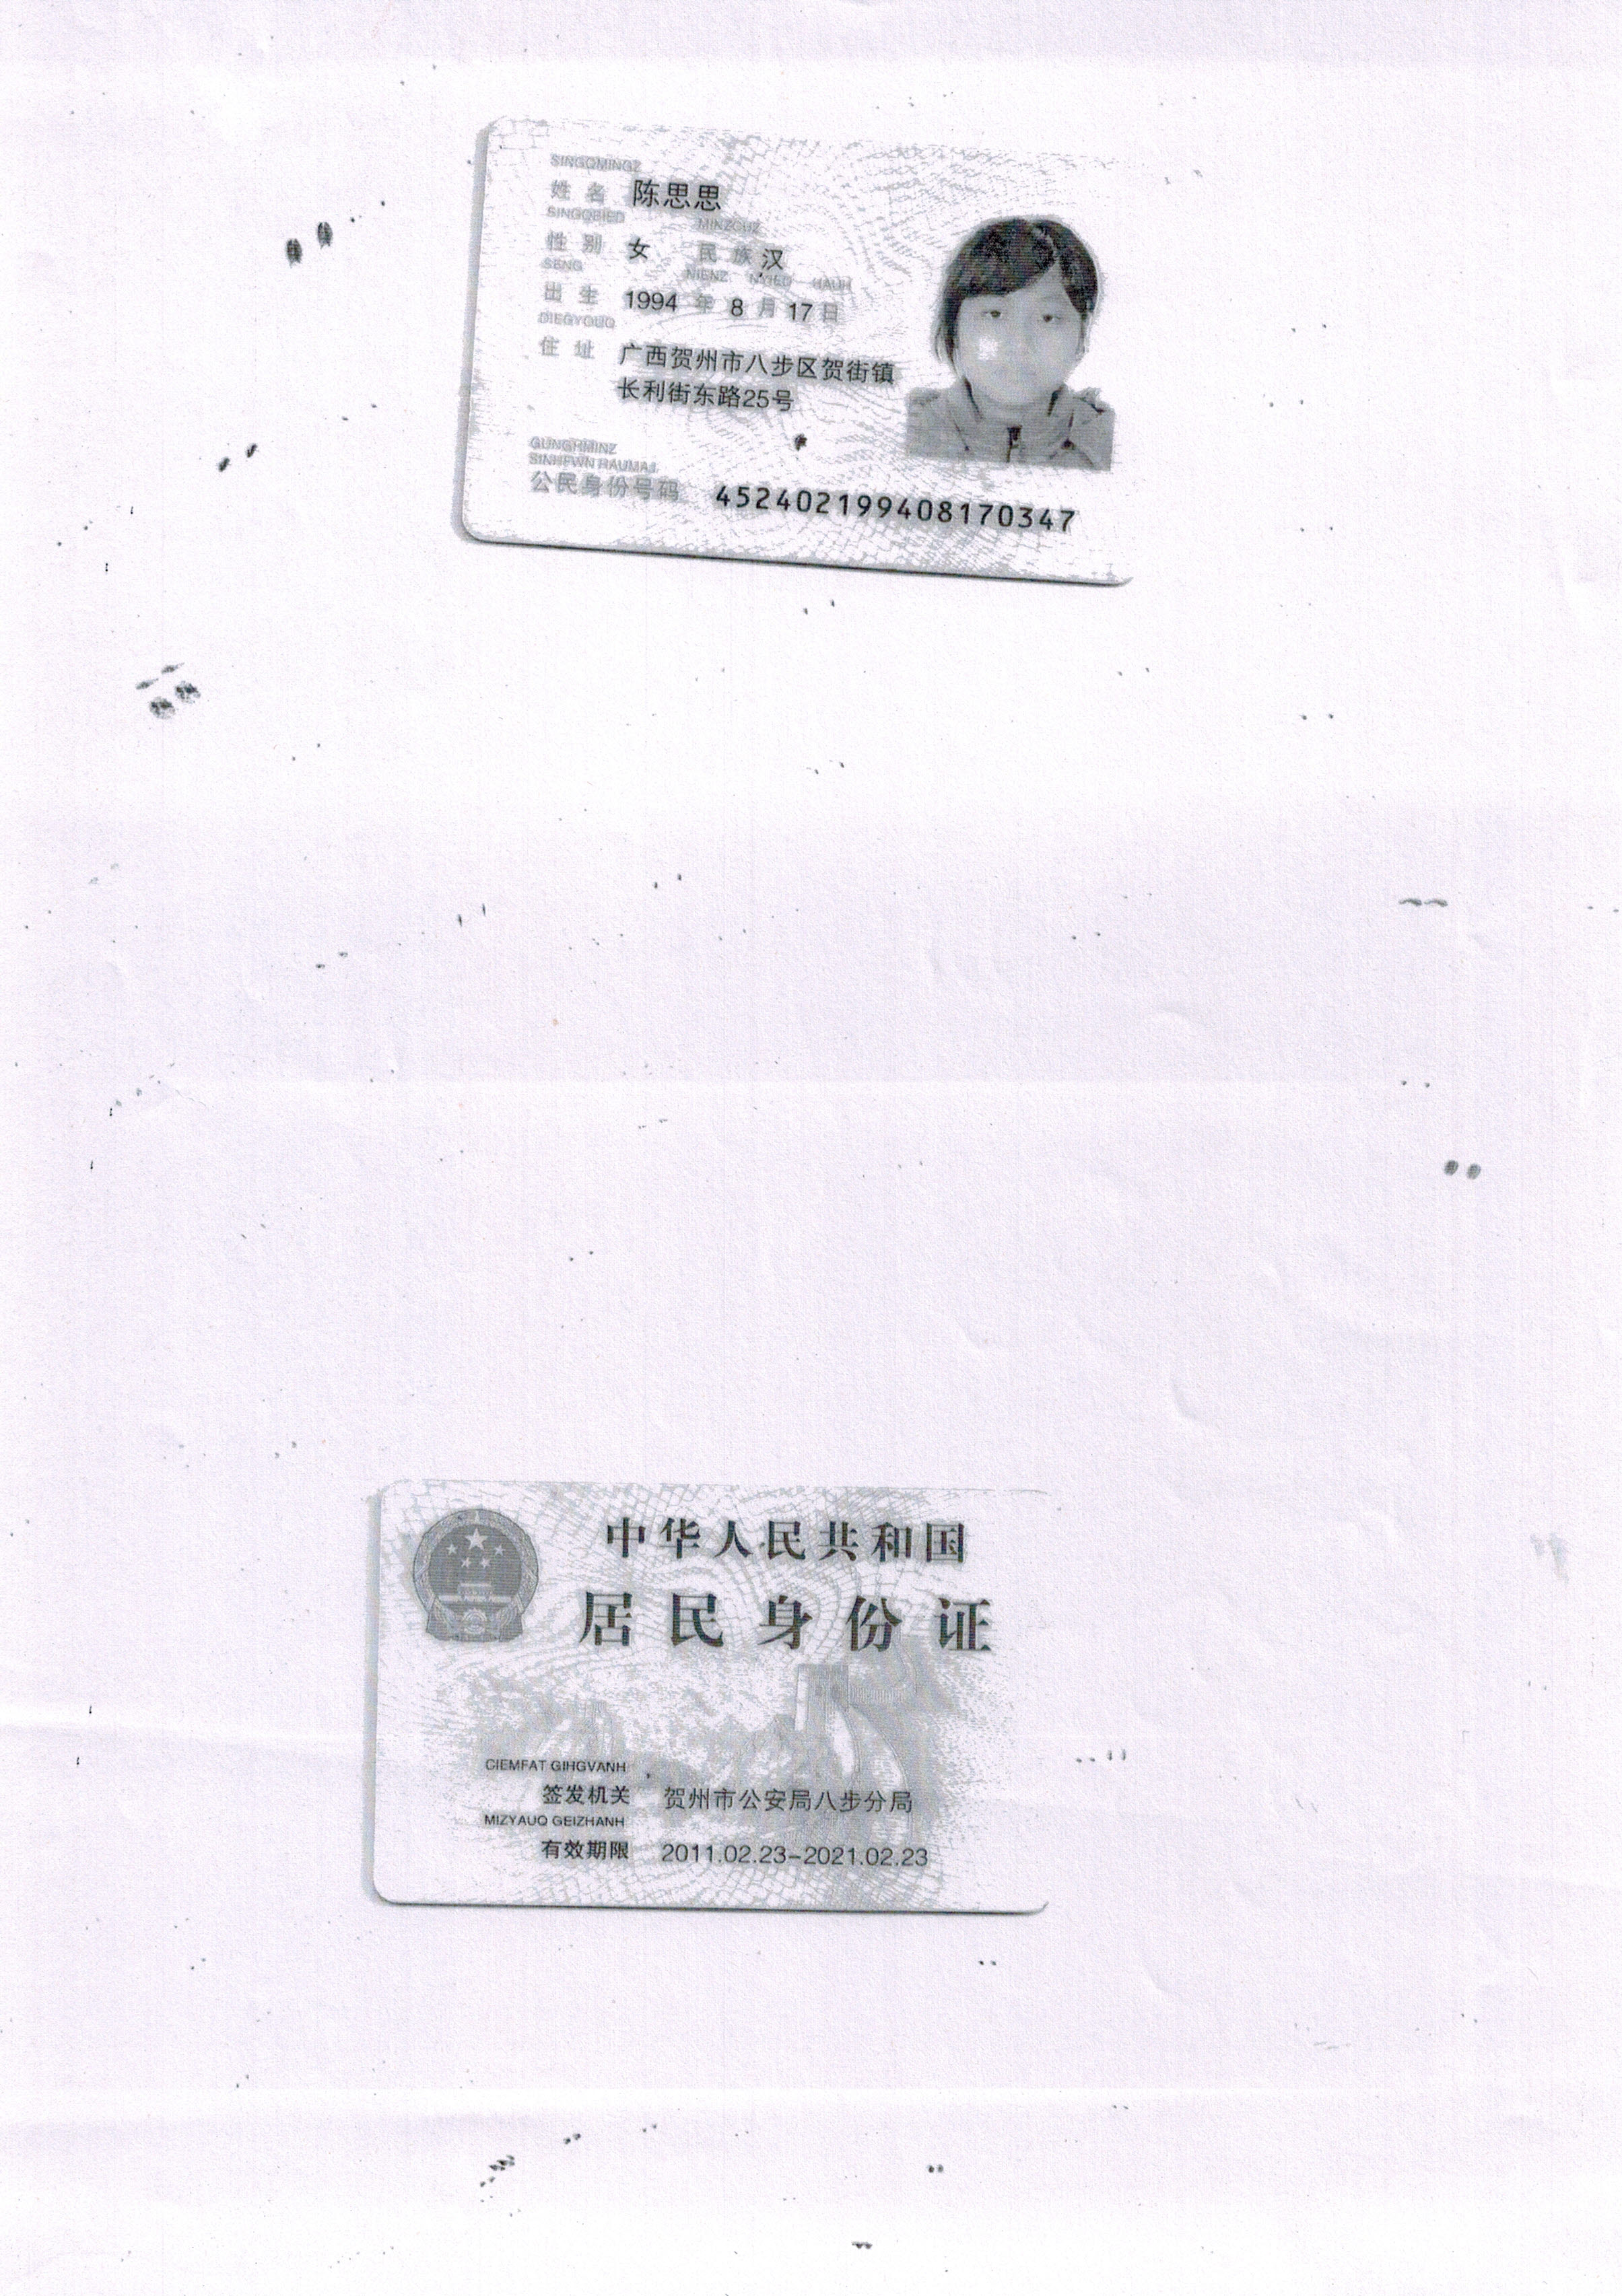 SINGQMINGZ
姓名 陈思思
SINGQBIED MINZCUZ
性别 女 民族 汉
SENG NIENZ NYIED HAUH
出生 1994 年 8 月 17 日
DIEGYOUQ
住址 广西贺州市八步区贺街镇
长利街东路25号
GUNGHMINZ
SINHFWN HAUMAJ
公民身份号码 452402199408170347
中华人民共和国
居民身份证
CIEMFAT GIHGVANH
签发机关 贺州市公安局八步分局
MIZYAUQ GEIZHANH
有效期限 2011.02.23-2021.02.23